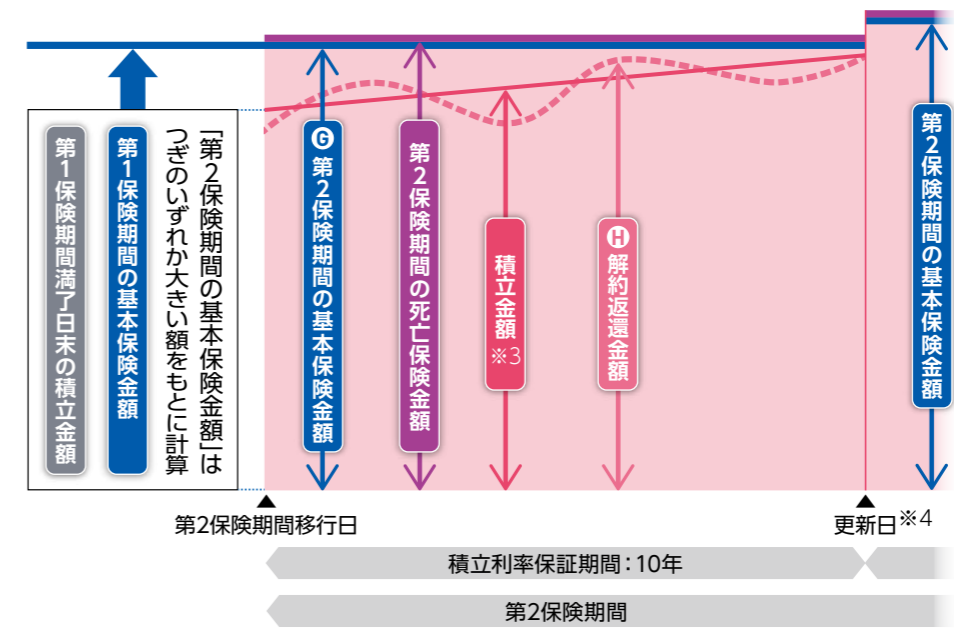 「第2保険期間の基本保険金額」は
つぎのいずれか大きい額をもとに計算
第1保険期間の基本保険金額
第1保険期間満了日末の積立金額
G 第2保険期間の基本保険金額
第2保険期間の死亡保険金額
積立金額※3
H 解約返還金額
第2保険期間の基本保険金額
第2保険期間移行日
更新日※4
積立利率保証期間：10年
第2保険期間